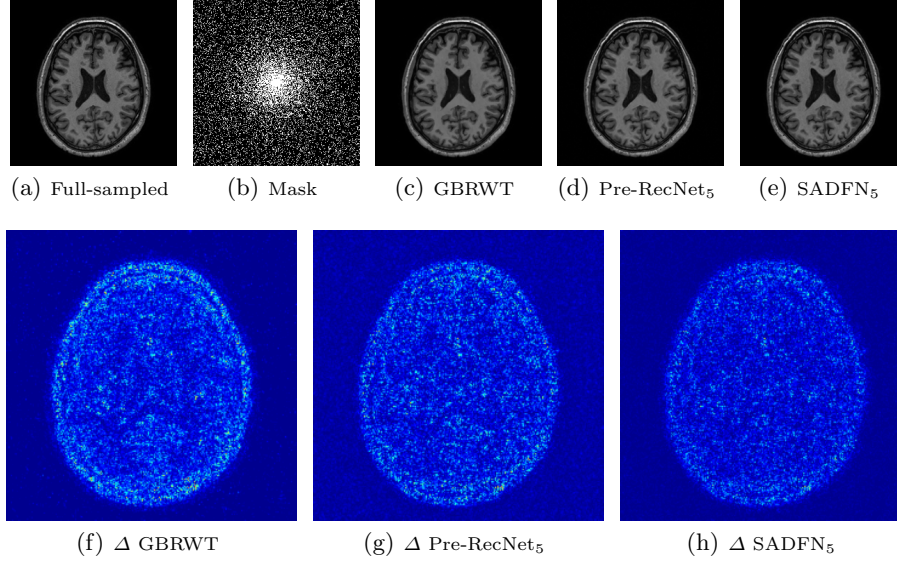 (a) Full-sampled (b) Mask (c) GBRWT (d) Pre-RecNet₅ (e) SADFN₅
(f) Δ GBRWT (g) Δ Pre-RecNet₅ (h) Δ SADFN₅